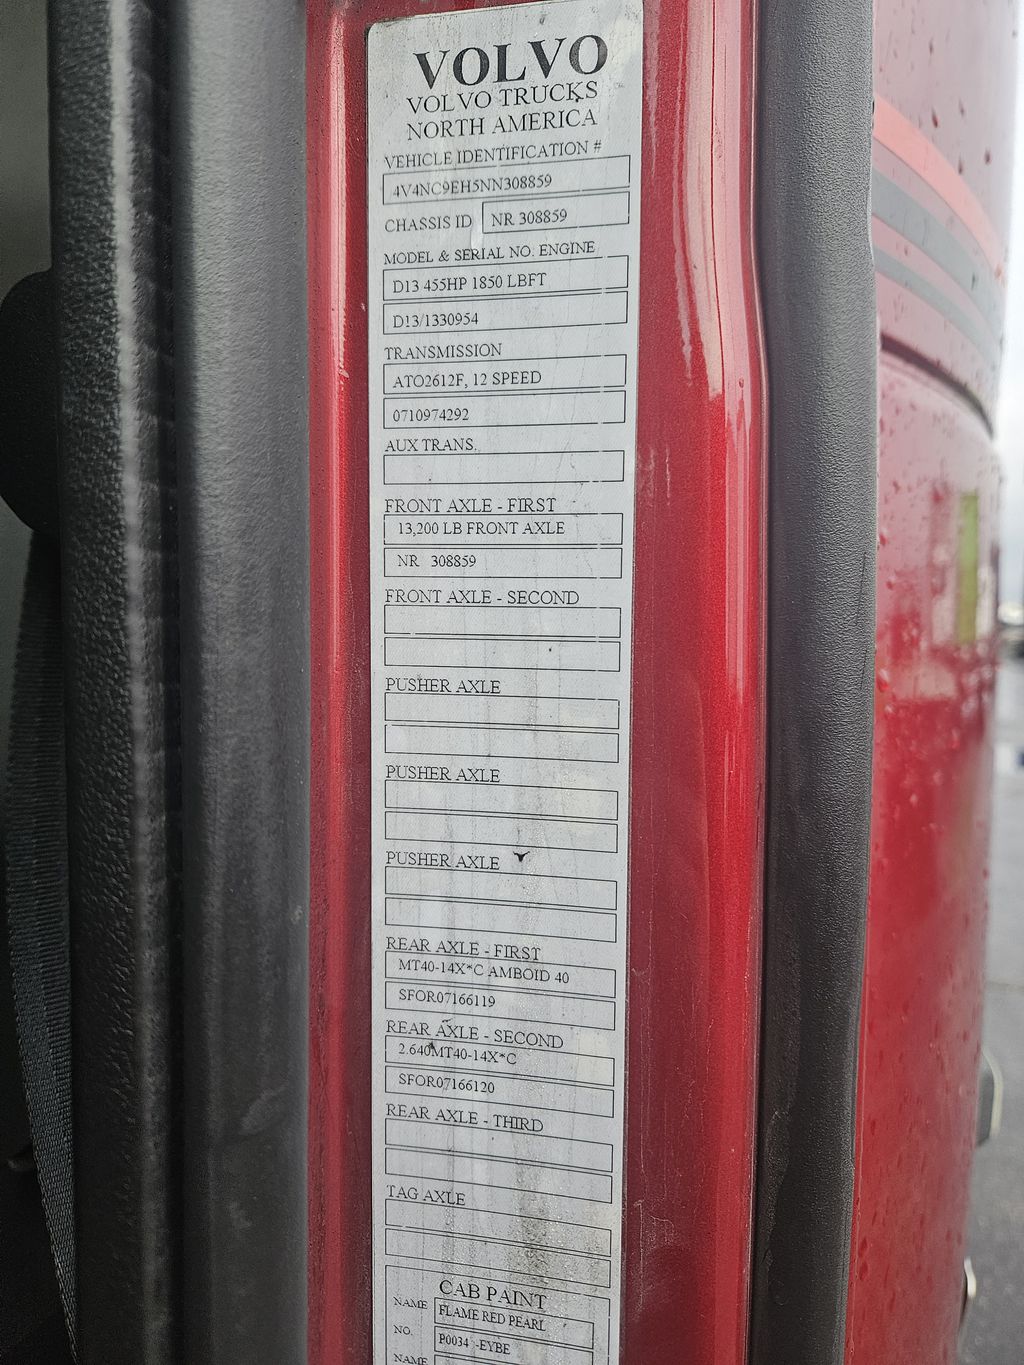 VOLVO
VOLVO TRUCKS
NORTH AMERICA
VEHICLE IDENTIFICATION #
4V4NC9EH5NN308859
CHASSIS ID NR 308859
MODEL & SERIAL NO. ENGINE
D13 455HP 1850 LBFT
D13/1330954
TRANSMISSION
ATO2612F, 12 SPEED
0710974292
AUX TRANS.
FRONT AXLE - FIRST
13,200 LB FRONT AXLE
NR 308859
FRONT AXLE - SECOND
PUSHER AXLE
PUSHER AXLE
PUSHER AXLE
REAR AXLE - FIRST
MT40-14X*C AMBOID 40
SFOR07166119
REAR AXLE - SECOND
2.640MT40-14X*C
SFOR07166120
REAR AXLE - THIRD
TAG AXLE
CAB PAINT
NAME FLAME RED PEARL
NO. P0034 -EYBE
NAME